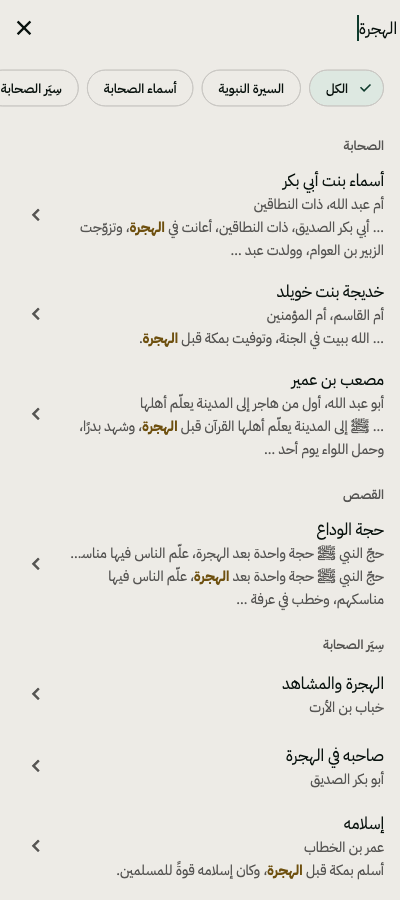 الهجرة
الكل
السيرة النبوية
أسماء الصحابة
سِيَر الصحابة
الصحابة
أسماء بنت أبي بكر
أم عبد الله، ذات النطاقين
... أبي بكر الصديق، ذات النطاقين، أعانت في الهجرة، وتزوّجت
الزبير بن العوام، وولدت عبد ...
خديجة بنت خويلد
أم القاسم، أم المؤمنين
... الله ببيت في الجنة، وتوفيت بمكة قبل الهجرة.
مصعب بن عمير
أبو عبد الله، أول من هاجر إلى المدينة يعلّم أهلها
... ﷺ إلى المدينة يعلّم أهلها القرآن قبل الهجرة، وشهد بدرًا،
وحمل اللواء يوم أحد ...
القصص
حجة الوداع
حجّ النبي ﷺ حجة واحدة بعد الهجرة، علّم الناس فيها مناسـ...
حجّ النبي ﷺ حجة واحدة بعد الهجرة، علّم الناس فيها
مناسكهم، وخطب في عرفة ...
سِيَر الصحابة
الهجرة والمشاهد
خباب بن الأرت
صاحبه في الهجرة
أبو بكر الصديق
إسلامه
عمر بن الخطاب
أسلم بمكة قبل الهجرة، وكان إسلامه قوةً للمسلمين.